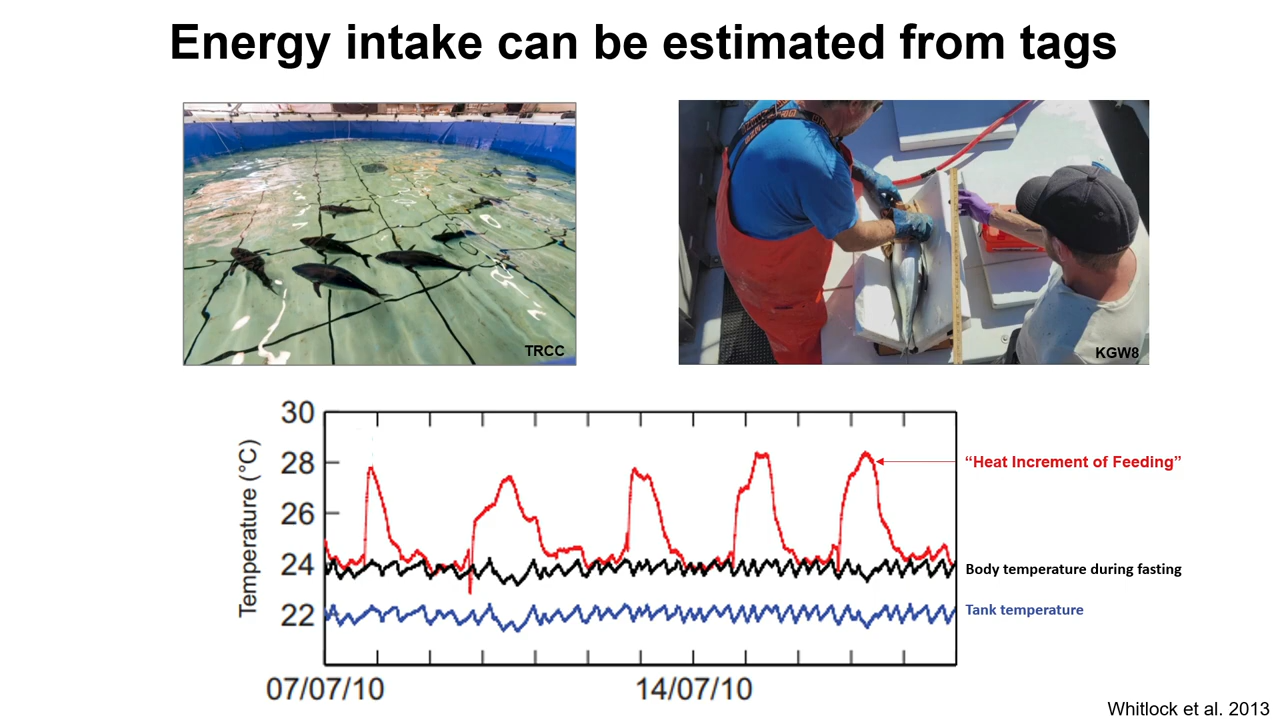 Energy intake can be estimated from tags
TRCC
KGW8
Temperature (°C)
30
28
26
24
22
07/07/10
14/07/10
“Heat Increment of Feeding”
Body temperature during fasting
Tank temperature
Whitlock et al. 2013